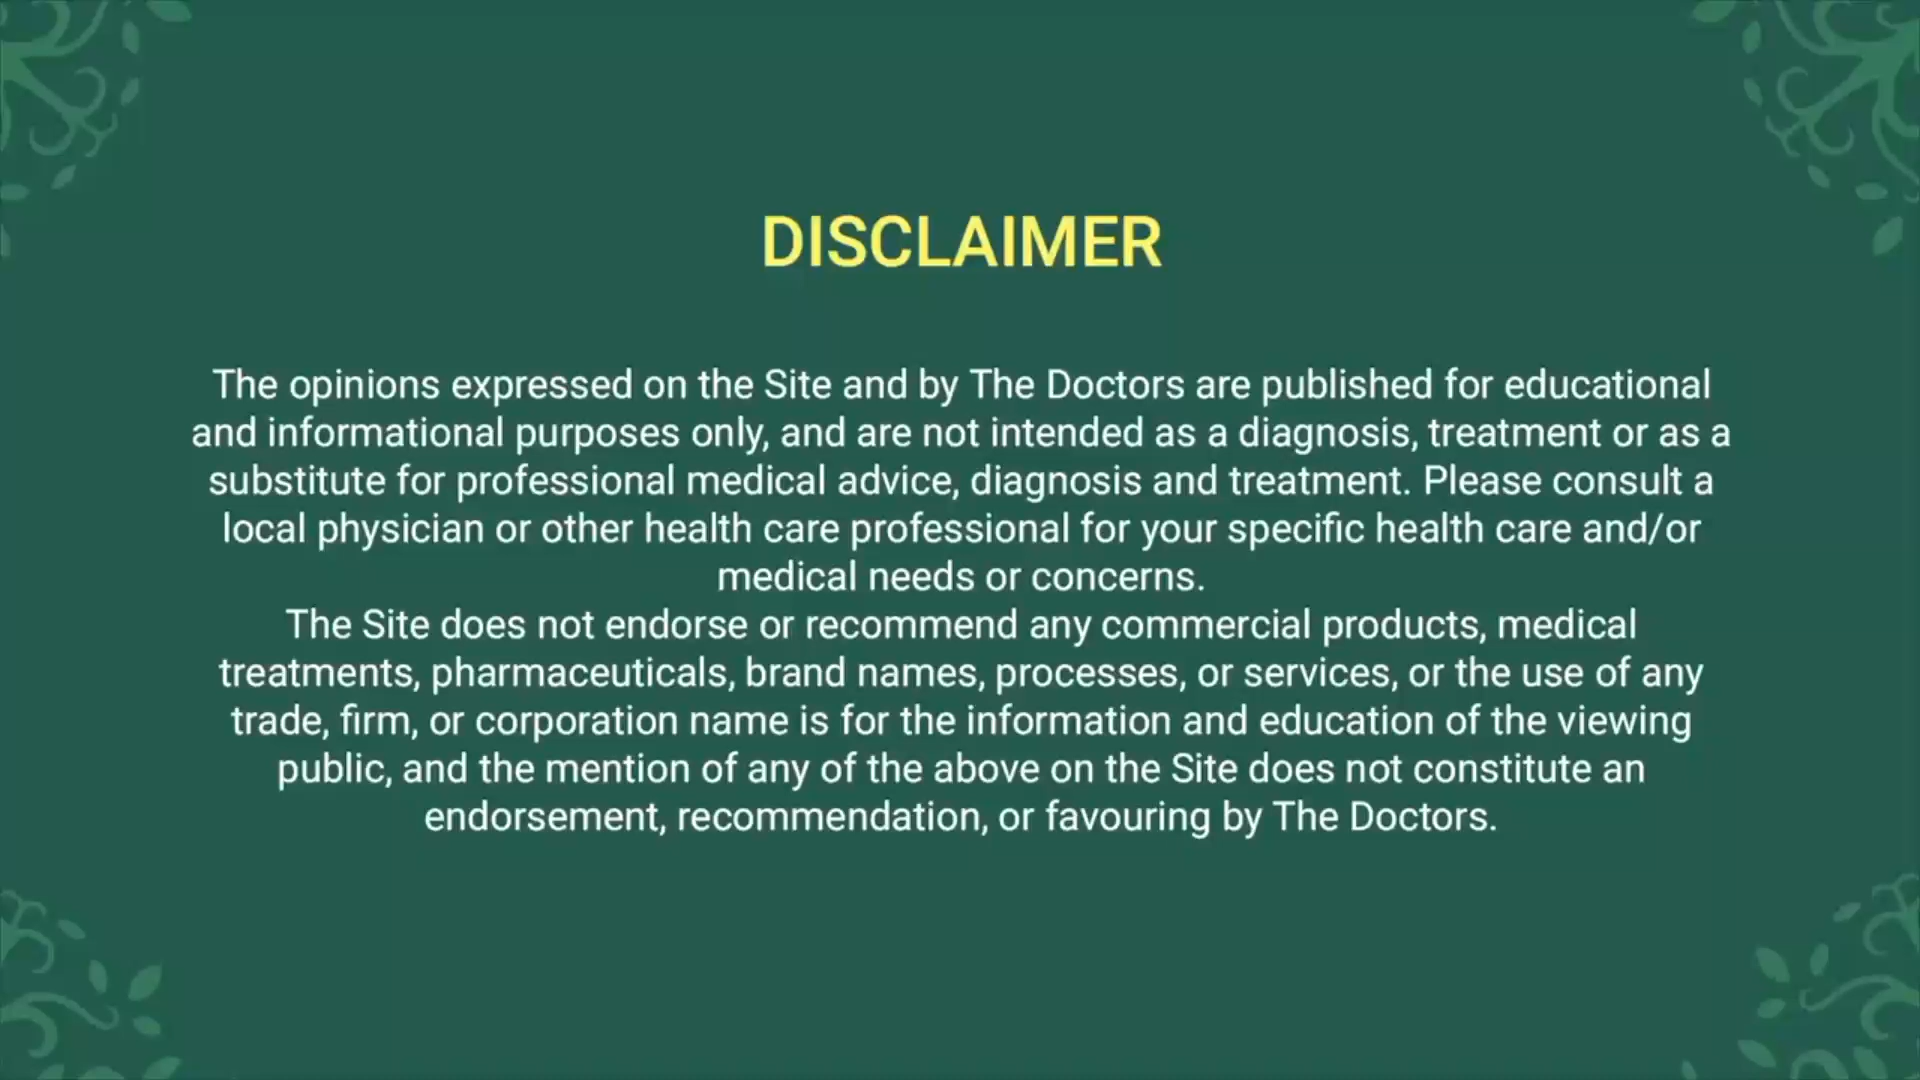 DISCLAIMER
The opinions expressed on the Site and by The Doctors are published for educational
and informational purposes only, and are not intended as a diagnosis, treatment or as a
substitute for professional medical advice, diagnosis and treatment. Please consult a
local physician or other health care professional for your specific health care and/or
medical needs or concerns.
The Site does not endorse or recommend any commercial products, medical
treatments, pharmaceuticals, brand names, processes, or services, or the use of any
trade, firm, or corporation name is for the information and education of the viewing
public, and the mention of any of the above on the Site does not constitute an
endorsement, recommendation, or favouring by The Doctors.